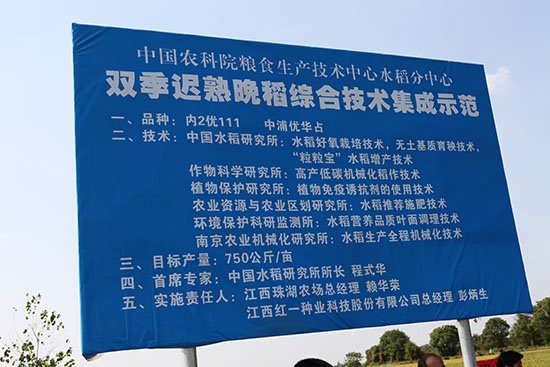 中国农科院粮食生产技术中心水稻分中心
双季迟熟晚稻综合技术集成示范
一、品种：内2优111 中浦优华占
二、技术：中国水稻研究所：水稻好氧栽培技术，无土基质育秧技术，
“粒粒宝”水稻增产技术
作物科学研究所：高产低碳机械化稻作技术
植物保护研究所：植物免疫诱抗剂的使用技术
农业资源与农业区划研究所：水稻推荐施肥技术
环境保护科研监测所：水稻营养品质叶面调理技术
南京农业机械化研究所：水稻生产全程机械化技术
三、目标产量：750公斤/亩
四、首席专家：中国水稻研究所所长 程式华
五、实施责任人：江西珠湖农场总经理 赖华荣
江西红一种业科技股份有限公司总经理 彭炳生